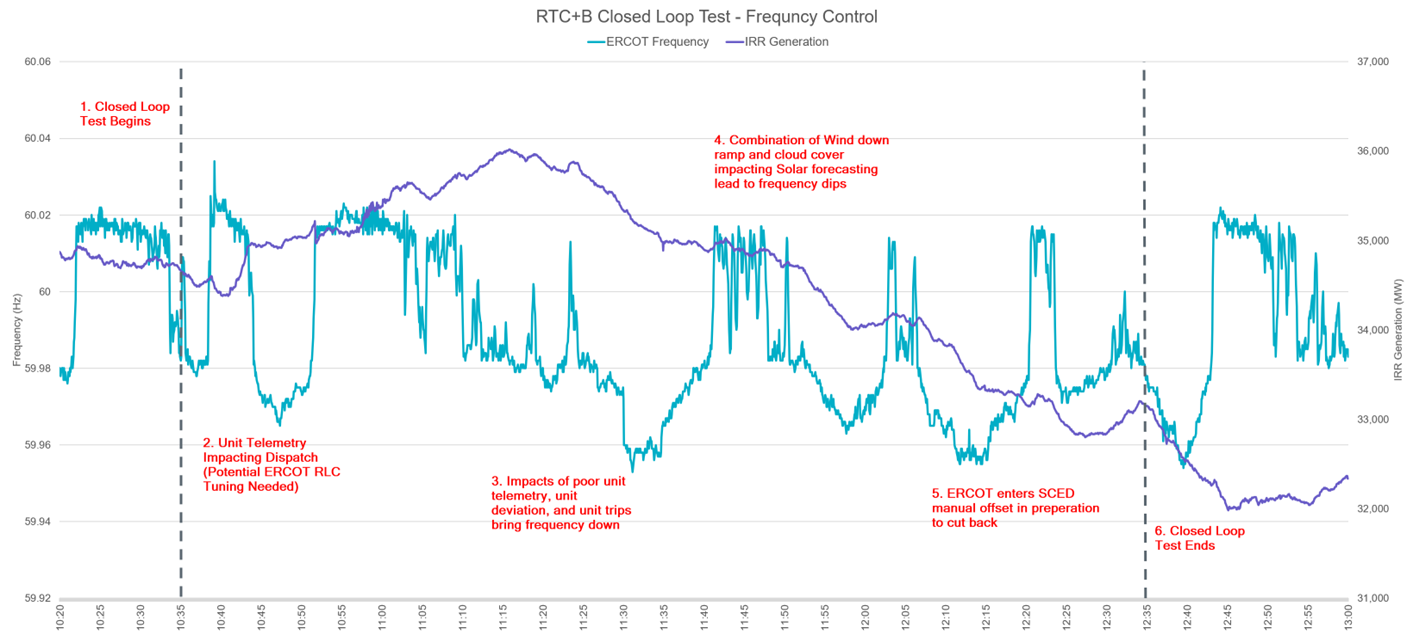 RTC+B Closed Loop Test - Frequncy Control
ERCOT Frequency
IRR Generation
60.06
60.04
60.02
60
59.98
59.96
59.94
59.92
Frequency (Hz)
37,000
36,000
35,000
34,000
33,000
32,000
31,000
IRR Generation (MW)
1. Closed Loop
Test Begins
2. Unit Telemetry
Impacting Dispatch
(Potential ERCOT RLC
Tuning Needed)
3. Impacts of poor unit
telemetry, unit
deviation, and unit trips
bring frequency down
4. Combination of Wind down
ramp and cloud cover
impacting Solar forecasting
lead to frequency dips
5. ERCOT enters SCED
manual offset in preperation
to cut back
6. Closed Loop
Test Ends
10:20
10:25
10:30
10:35
10:40
10:45
10:50
10:55
11:00
11:05
11:10
11:15
11:20
11:25
11:30
11:35
11:40
11:45
11:50
11:55
12:00
12:05
12:10
12:15
12:20
12:25
12:30
12:35
12:40
12:45
12:50
12:55
13:00